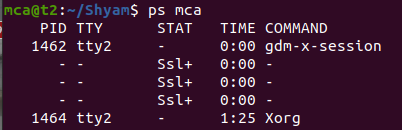 mca@t2:~/Shyam$ ps mca
PID TTY STAT TIME COMMAND
1462 tty2 - 0:00 gdm-x-session
- - Ssl+ 0:00 -
- - Ssl+ 0:00 -
- - Ssl+ 0:00 -
1464 tty2 - 1:25 Xorg